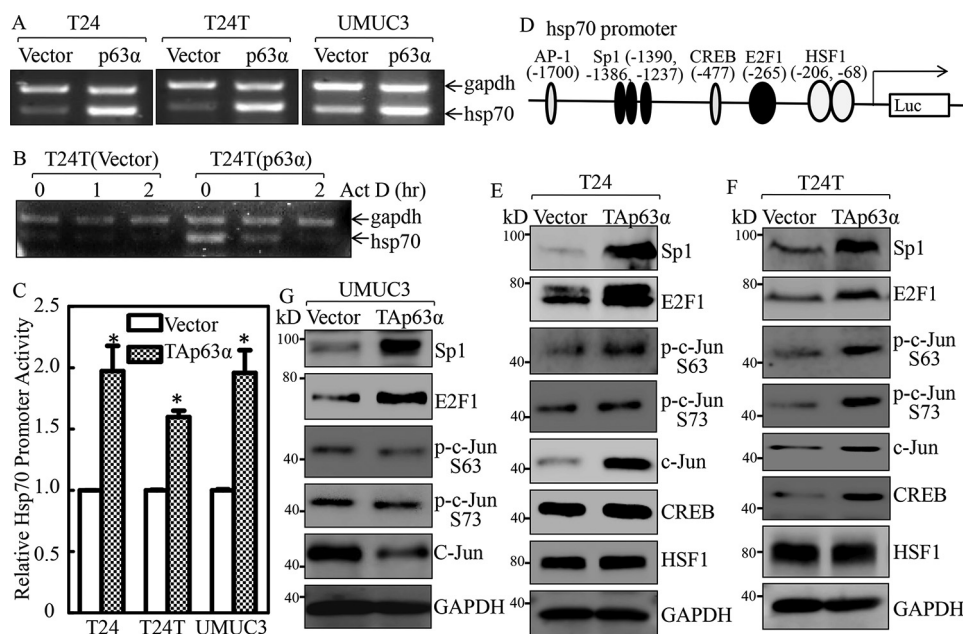 A
T24
T24T
UMUC3
Vector p63α
Vector p63α
Vector p63α
gapdh
hsp70
B
T24T(Vector)
T24T(p63α)
0 1 2 0 1 2 Act D (hr)
gapdh
hsp70
C
Relative Hsp70 Promoter Activity
2.5
2.0
1.5
1.0
0.5
0
Vector
TAp63α
* * *
T24 T24T UMUC3
D hsp70 promoter
AP-1 Sp1 (-1390, CREB E2F1 HSF1
(-1700) -1386, -1237) (-477) (-265) (-206, -68)
Luc
E
T24
kD Vector TAp63α
100
Sp1
80
E2F1
60
p-c-Jun
S63
40
p-c-Jun
S73
40
c-Jun
40
CREB
80
HSF1
40
GAPDH
F
T24T
kD Vector TAp63α
100
Sp1
80
E2F1
40
p-c-Jun
S63
40
p-c-Jun
S73
40
c-Jun
40
CREB
80
HSF1
40
GAPDH
G
UMUC3
kD Vector TAp63α
100
Sp1
80
E2F1
40
p-c-Jun
S63
40
p-c-Jun
S73
40
C-Jun
40
GAPDH